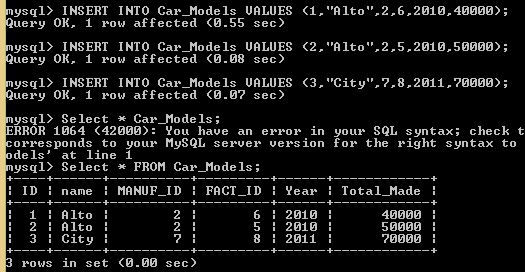 mysql> INSERT INTO Car_Models VALUES (1,"Alto",2,6,2010,40000);
Query OK, 1 row affected (0.55 sec)
mysql> INSERT INTO Car_Models VALUES (2,"Alto",2,5,2010,50000);
Query OK, 1 row affected (0.08 sec)
mysql> INSERT INTO Car_Models VALUES (3,"City",7,8,2011,70000);
Query OK, 1 row affected (0.07 sec)
mysql> Select * Car_Models;
ERROR 1064 (42000): You have an error in your SQL syntax; check t
corresponds to your MySQL server version for the right syntax to
odels' at line 1
mysql> Select * FROM Car_Models;
+----+------+----------+---------+------+------------+
| ID | name | MANUF_ID | FACT_ID | Year | Total_Made |
+----+------+----------+---------+------+------------+
| 1 | Alto | 2 | 6 | 2010 | 40000 |
| 2 | Alto | 2 | 5 | 2010 | 50000 |
| 3 | City | 7 | 8 | 2011 | 70000 |
+----+------+----------+---------+------+------------+
3 rows in set (0.00 sec)